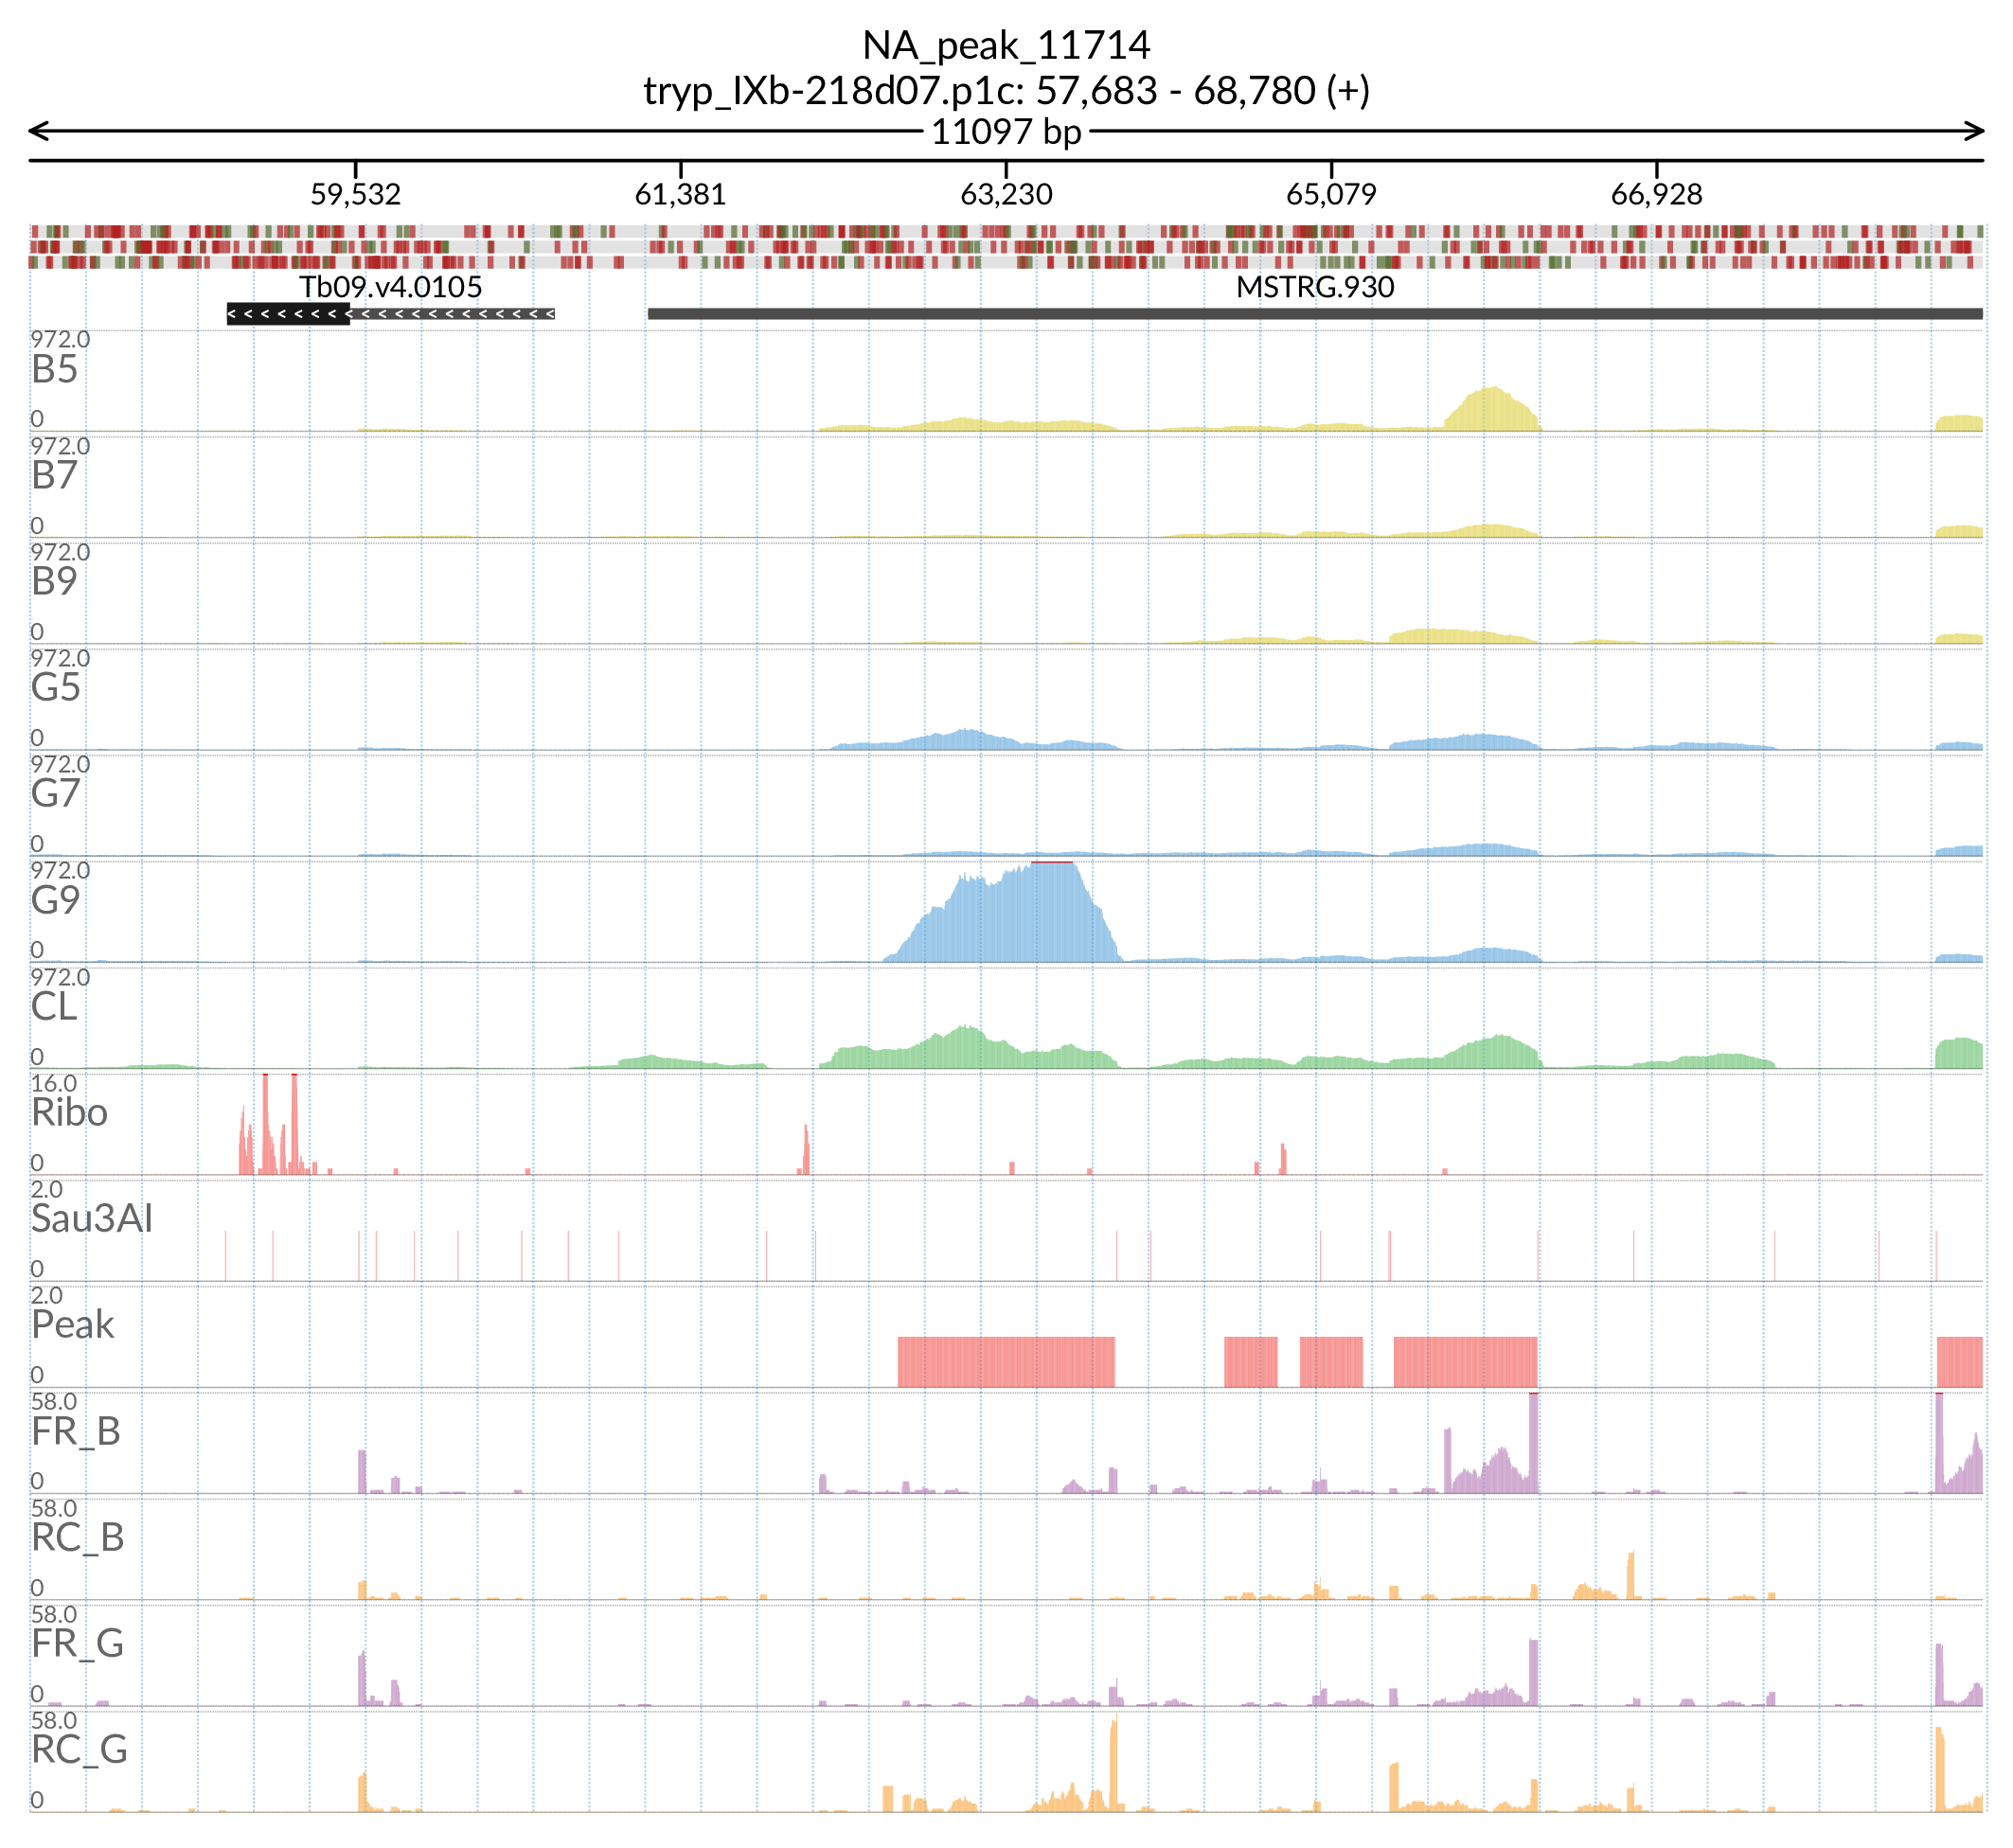 NA_peak_11714
tryp_IXb-218d07.p1c: 57,683 - 68,780 (+)
11097 bp
59,532 61,381 63,230 65,079 66,928
Tb09.v4.0105 MSTRG.930
972.0
B5
0
972.0
B7
0
972.0
B9
0
972.0
G5
0
972.0
G7
0
972.0
G9
0
972.0
CL
0
16.0
Ribo
0
2.0
Sau3AI
0
2.0
Peak
0
58.0
FR_B
0
58.0
RC_B
0
58.0
FR_G
0
58.0
RC_G
0